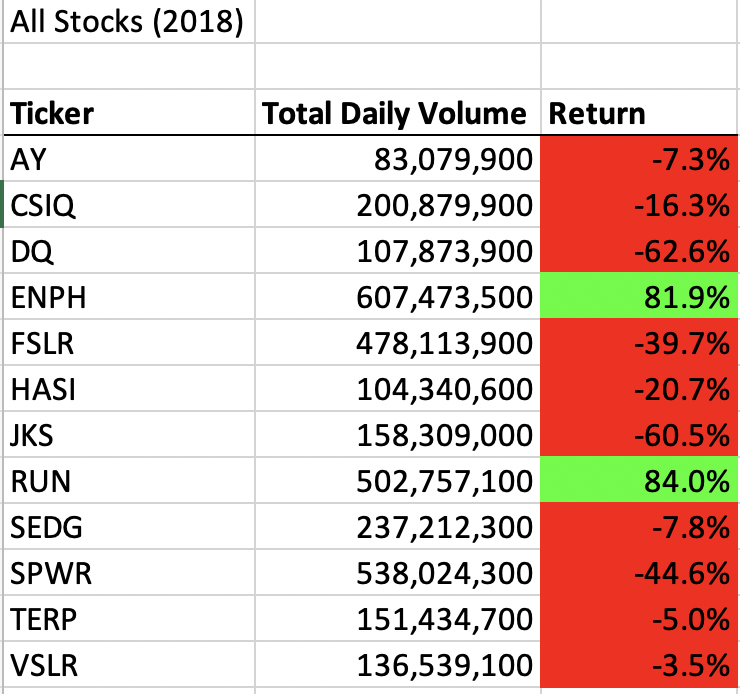 All Stocks (2018)
Ticker Total Daily Volume Return
AY 83,079,900 -7.3%
CSIQ 200,879,900 -16.3%
DQ 107,873,900 -62.6%
ENPH 607,473,500 81.9%
FSLR 478,113,900 -39.7%
HASI 104,340,600 -20.7%
JKS 158,309,000 -60.5%
RUN 502,757,100 84.0%
SEDG 237,212,300 -7.8%
SPWR 538,024,300 -44.6%
TERP 151,434,700 -5.0%
VSLR 136,539,100 -3.5%